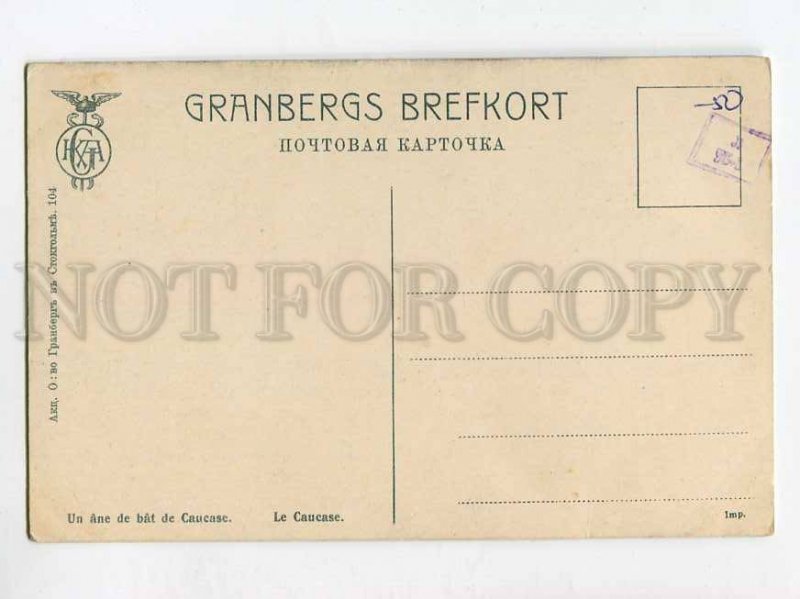 GRANBERGS BREFKORT
ПОЧТОВАЯ КАРТОЧКА
Акц. О:во Гранбергъ въ Стокгольмѣ. 104
NOT FOR COPY
Un âne de bât de Caucase. Le Caucase.
Imp.